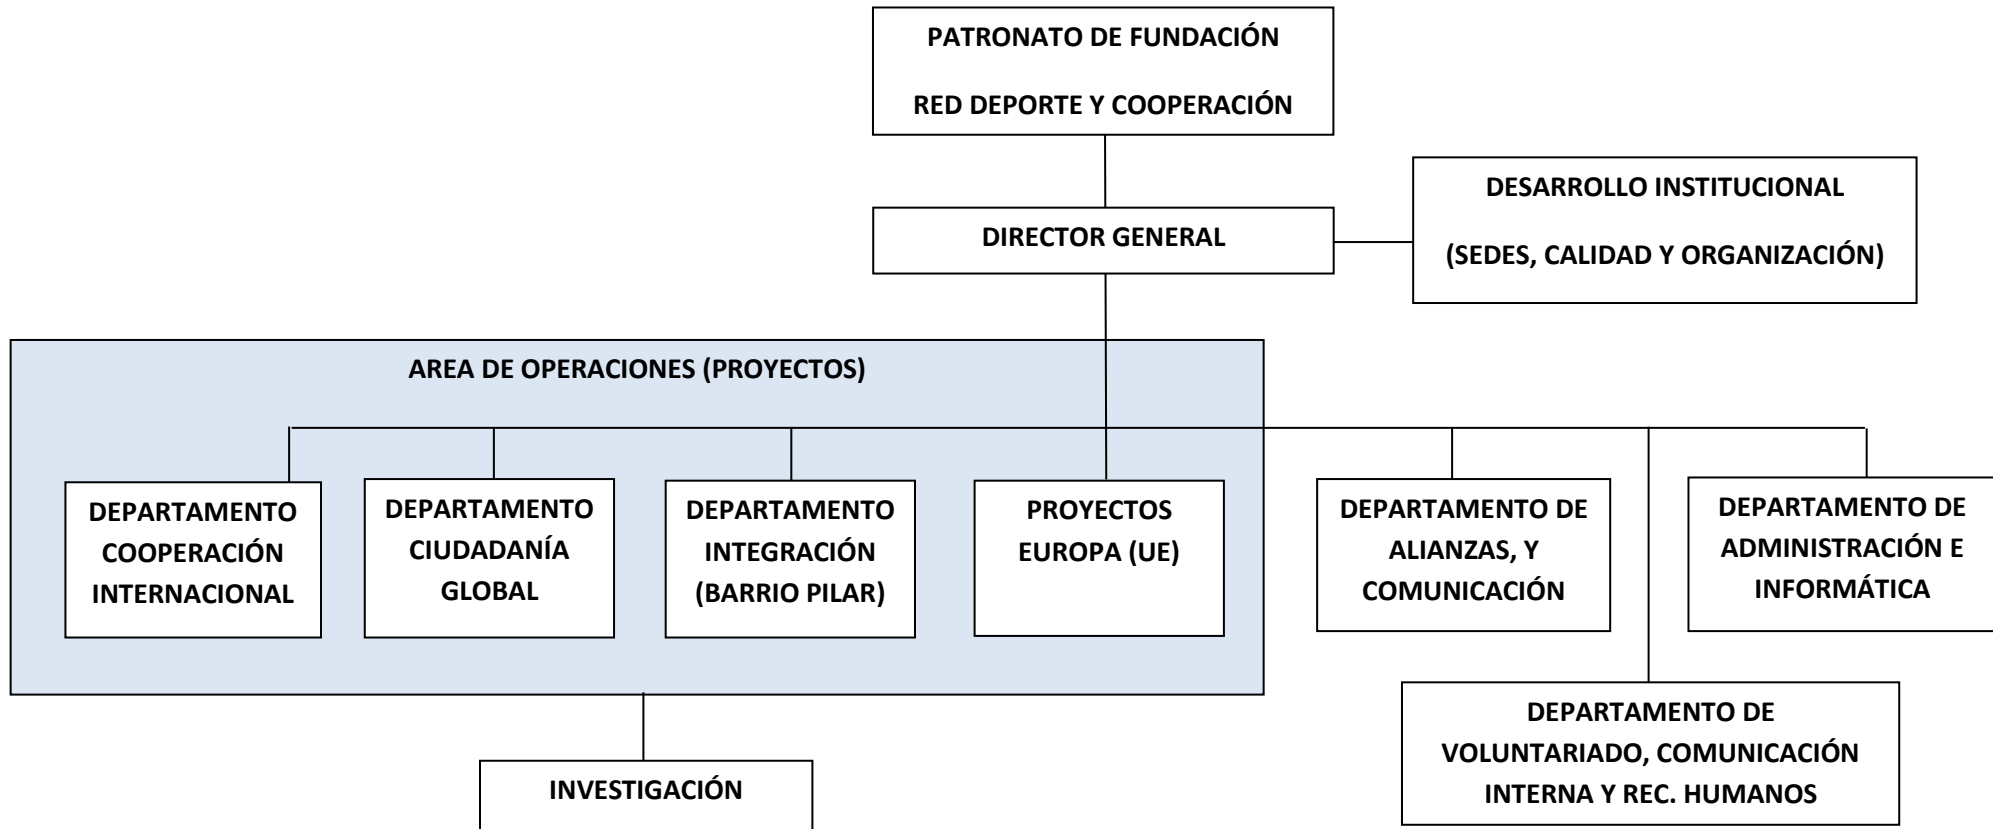 PATRONATO DE FUNDACIÓN
RED DEPORTE Y COOPERACIÓN
DESARROLLO INSTITUCIONAL
(SEDES, CALIDAD Y ORGANIZACIÓN)
DIRECTOR GENERAL
AREA DE OPERACIONES (PROYECTOS)
DEPARTAMENTO
COOPERACIÓN
INTERNACIONAL
DEPARTAMENTO
CIUDADANÍA
GLOBAL
DEPARTAMENTO
INTEGRACIÓN
(BARRIO PILAR)
PROYECTOS
EUROPA (UE)
DEPARTAMENTO DE
ALIANZAS, Y
COMUNICACIÓN
DEPARTAMENTO DE
ADMINISTRACIÓN E
INFORMÁTICA
DEPARTAMENTO DE
VOLUNTARIADO, COMUNICACIÓN
INTERNA Y REC. HUMANOS
INVESTIGACIÓN